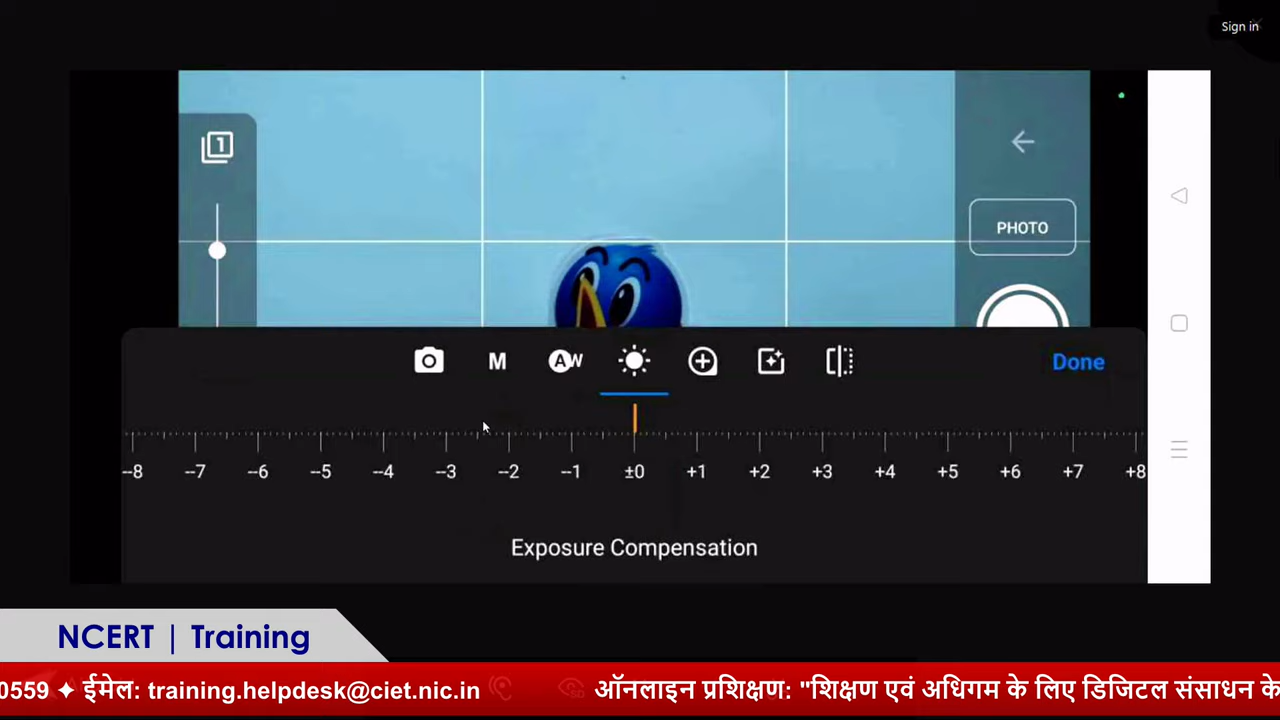 Sign in
1
PHOTO
M
AW
Done
--8 --7 --6 --5 --4 --3 --2 --1 ±0 +1 +2 +3 +4 +5 +6 +7 +8
Exposure Compensation
NCERT | Training
0559 ✦ ईमेल: training.helpdesk@ciet.nic.in ऑनलाइन प्रशिक्षण: "शिक्षण एवं अधिगम के लिए डिजिटल संसाधन के